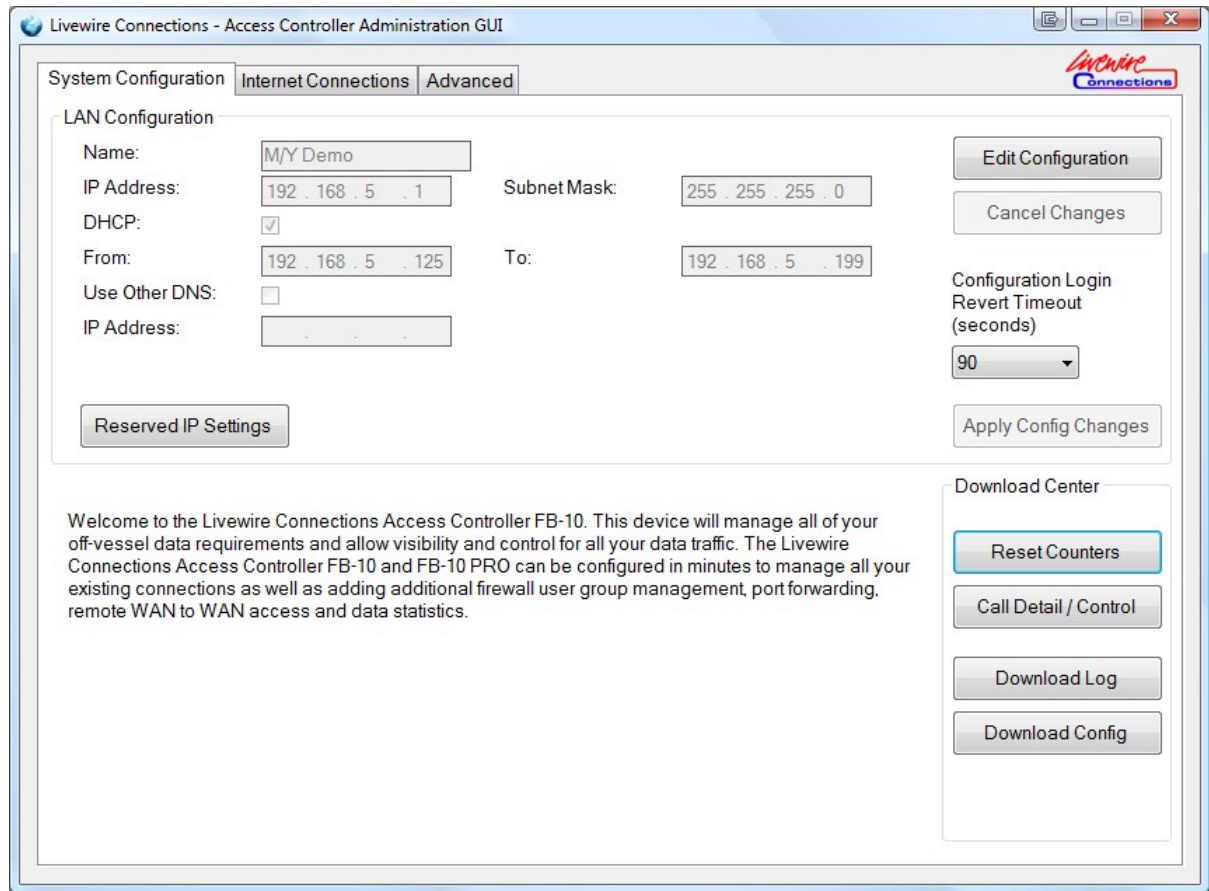 Livewire Connections - Access Controller Administration GUI
System Configuration Internet Connections Advanced
Livewire
Connections
LAN Configuration
Name: M/Y Demo
Edit Configuration
IP Address: 192 . 168 . 5 . 1 Subnet Mask: 255 . 255 . 255 . 0
Cancel Changes
DHCP:
From: 192 . 168 . 5 . 125 To: 192 . 168 . 5 . 199
Use Other DNS:
IP Address: . . .
Configuration Login
Revert Timeout
(seconds)
90
Reserved IP Settings
Apply Config Changes
Welcome to the Livewire Connections Access Controller FB-10. This device will manage all of your
off-vessel data requirements and allow visibility and control for all your data traffic. The Livewire
Connections Access Controller FB-10 and FB-10 PRO can be configured in minutes to manage all your
existing connections as well as adding additional firewall user group management, port forwarding,
remote WAN to WAN access and data statistics.
Download Center
Reset Counters
Call Detail / Control
Download Log
Download Config